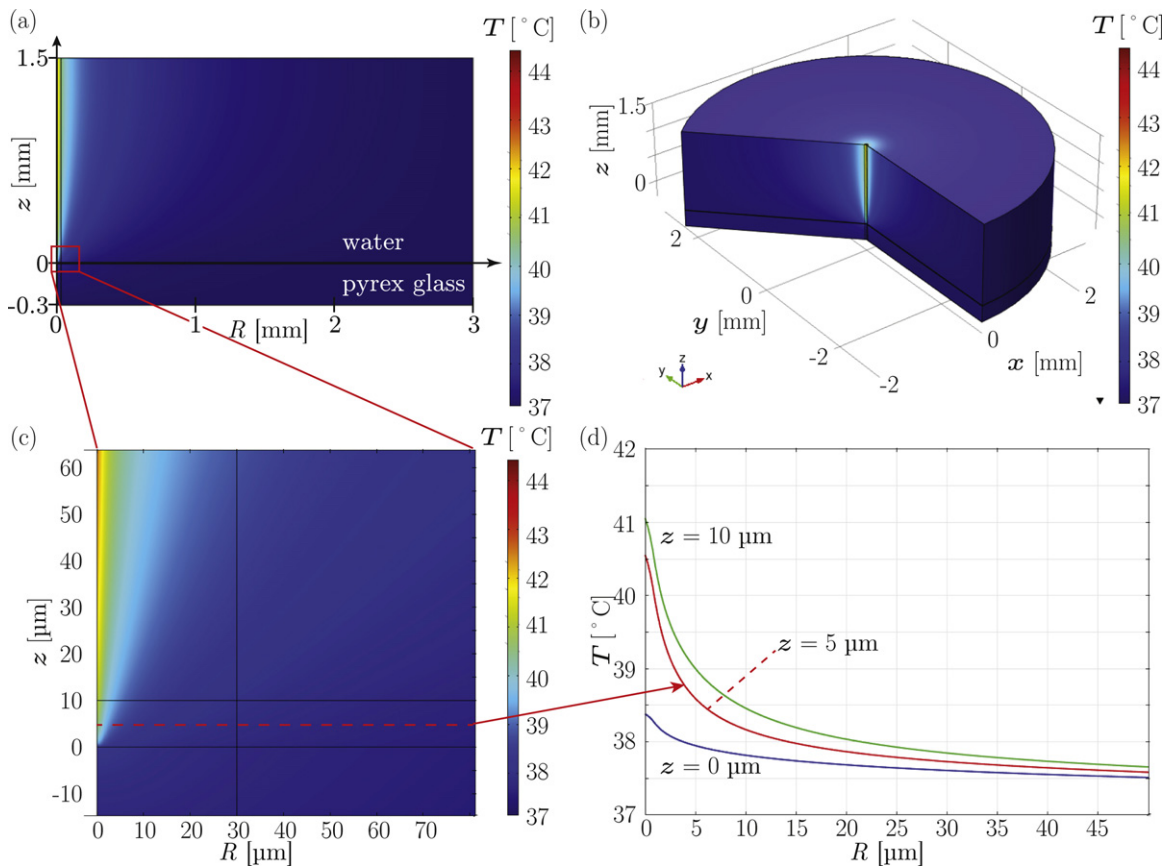 (a)
T [°C]
1.5
z [mm]
0
-0.3
0
1
2
3
R [mm]
water
pyrex glass
44
43
42
41
40
39
38
37
(b)
T [°C]
1.5
z [mm]
0
2
0
-2
y [mm]
-2
0
2
x [mm]
z
y
x
44
43
42
41
40
39
38
37
(c)
T [°C]
60
50
40
30
20
10
0
-10
z [µm]
0
10
20
30
40
50
60
70
R [µm]
44
43
42
41
40
39
38
37
(d)
42
41
40
39
38
37
T [°C]
z = 10 µm
z = 5 µm
z = 0 µm
0
5
10
15
20
25
30
35
40
45
R [µm]